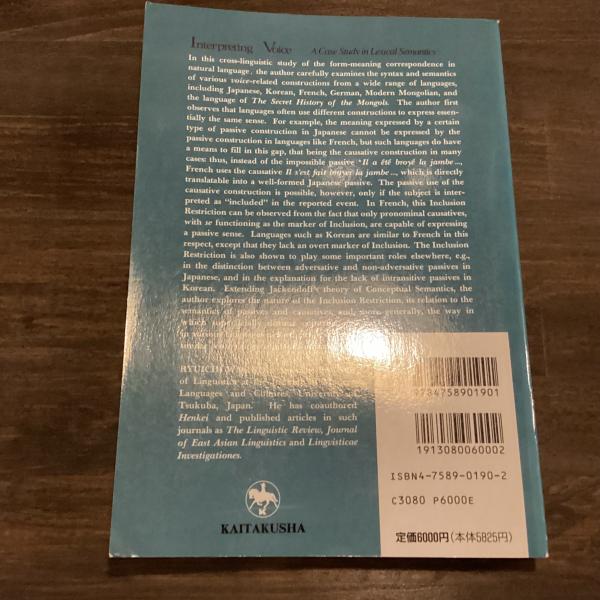 Interpreting Voice A Case Study in Lexical Semantics
In this cross-linguistic study of the form-meaning correspondence in
natural language, the author carefully examines the syntax and semantics
of various voice-related constructions from a wide range of languages,
including Japanese, Korean, French, German, Modern Mongolian, and
the language of The Secret History of the Mongols. The author first
observes that languages often use different constructions to express essen-
tially the same sense. For example, the meaning expressed by a certain
type of passive construction in Japanese cannot be expressed by the
passive construction in languages like French, but such languages do have
a means to fill in this gap, that being the causative construction in many
cases: thus, instead of the impossible passive *Il a été broyé la jambe...,
French uses the causative Il s'est fait broyer la jambe..., which is directly
translatable into a well-formed Japanese passive. The passive use of the
causative construction is possible, however, only if the subject is inter-
preted as "included" in the reported event. In French, this Inclusion
Restriction can be observed from the fact that only pronominal causatives,
with se functioning as the marker of Inclusion, are capable of expressing
a passive sense. Languages such as Korean are similar to French in this
respect, except that they lack an overt marker of Inclusion. The Inclusion
Restriction is also shown to play some important roles elsewhere, e.g.,
in the distinction between adversative and non-adversative passives in
Japanese, and in the explanation for the lack of intransitive passives in
Korean. Extending Jackendoff's theory of Conceptual Semantics, the
author explores the nature of the Inclusion Restriction, its relation to the
semantics of passives and causatives, and, more generally, the way in
which
in various
RYUICHI
of Linguistics at
Languages and Cultures, University of
Tsukuba, Japan. He has coauthored
Henkei and published articles in such
journals as The Linguistic Review, Journal
of East Asian Linguistics and Lingvisticae
Investigationes.
KAITAKUSHA
9784758901901
1913080060002
ISBN4-7589-0190-2
C3080 P6000E
定価6000円(本体5825円)